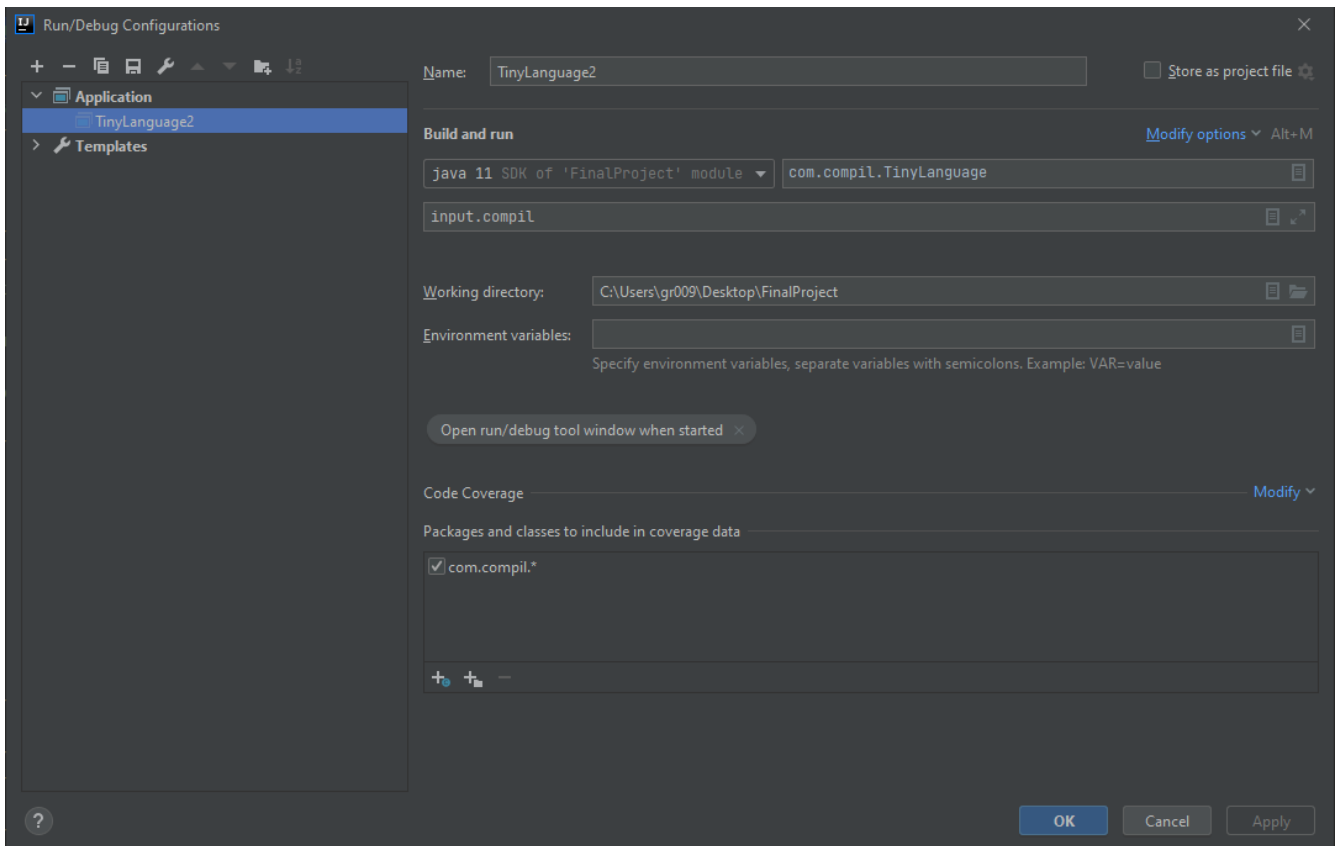 Run/Debug Configurations
Name: TinyLanguage2 Store as project file
Application
TinyLanguage2
Templates
Build and run Modify options Alt+M
java 11 SDK of 'FinalProject' module com.compil.TinyLanguage
input.compil
Working directory: C:\Users\gr009\Desktop\FinalProject
Environment variables:
Specify environment variables, separate variables with semicolons. Example: VAR=value
Open run/debug tool window when started
Code Coverage Modify
Packages and classes to include in coverage data
com.compil.*
? OK Cancel Apply